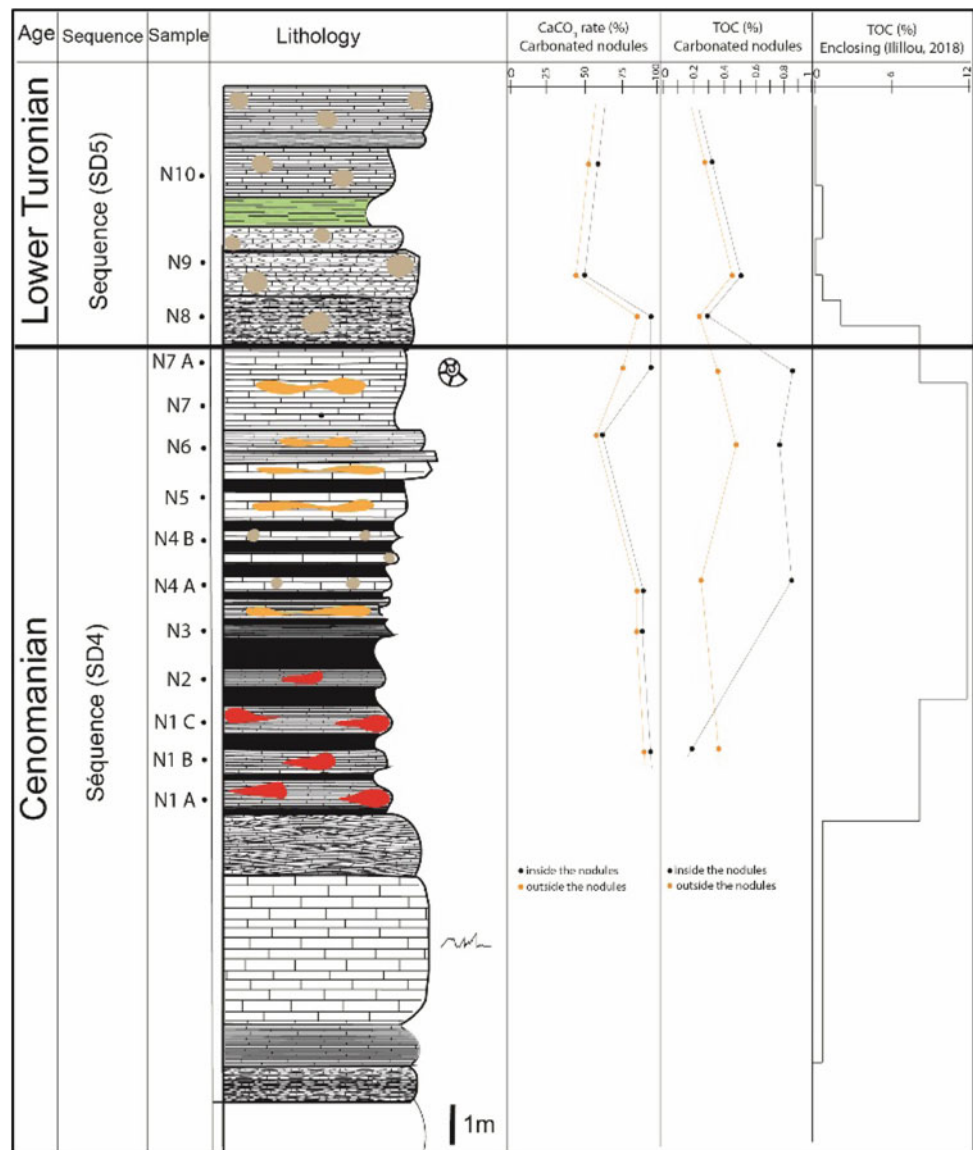 Age
Sequence
Sample
Lithology
CaCO₃ rate (%)
Carbonated nodules
TOC (%)
Carbonated nodules
TOC (%)
Enclosing (Ilillou, 2018)
0 25 50 75 100
0 0.2 0.4 0.6 0.8 1
0 6 12
Lower Turonian
Sequence (SD5)
N10
N9
N8
Cenomanian
Séquence (SD4)
N7 A
N7
N6
N5
N4 B
N4 A
N3
N2
N1 C
N1 B
N1 A
inside the nodules
outside the nodules
inside the nodules
outside the nodules
1m